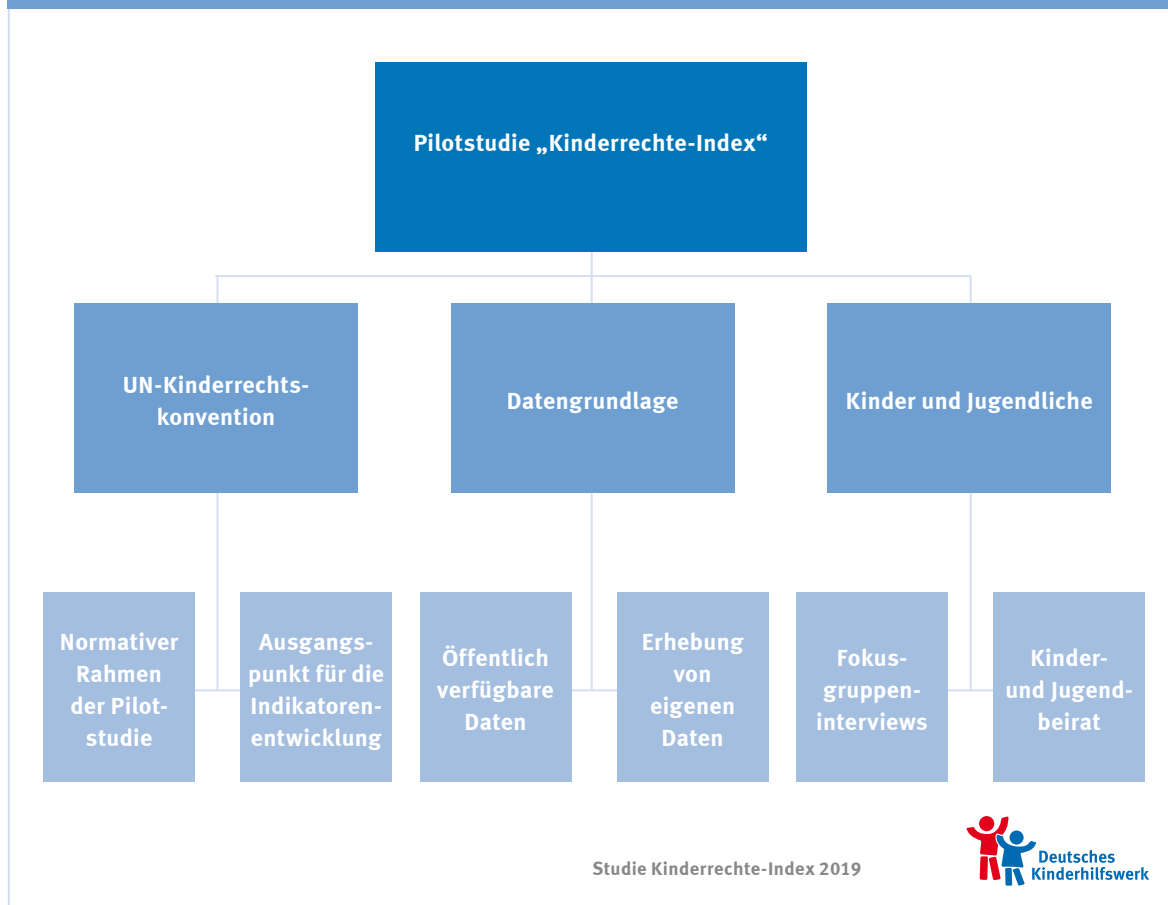 Pilotstudie „Kinderrechte-Index“
UN-Kinderrechts-
konvention
Datengrundlage
Kinder und Jugendliche
Normativer
Rahmen
der Pilot-
studie
Ausgangs-
punkt für die
Indikatoren-
entwicklung
Öffentlich
verfügbare
Daten
Erhebung
von
eigenen
Daten
Fokus-
gruppen-
interviews
Kinder-
und Jugend-
beirat
Studie Kinderrechte-Index 2019
Deutsches
Kinderhilfswerk